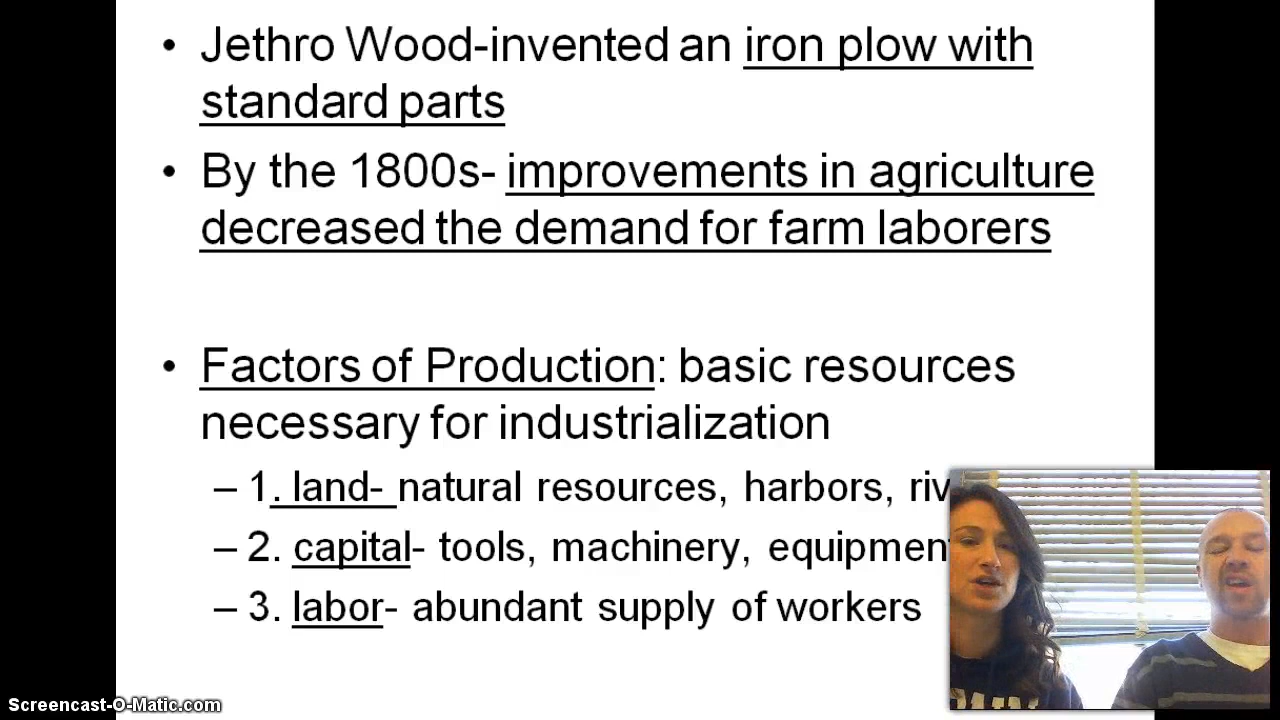 • Jethro Wood-invented an iron plow with
standard parts
• By the 1800s- improvements in agriculture
decreased the demand for farm laborers
• Factors of Production: basic resources
necessary for industrialization
– 1. land- natural resources, harbors,
– 2. capital- tools, machinery,
– 3. labor- abundant supply of workers
Screencast-O-Matic.com